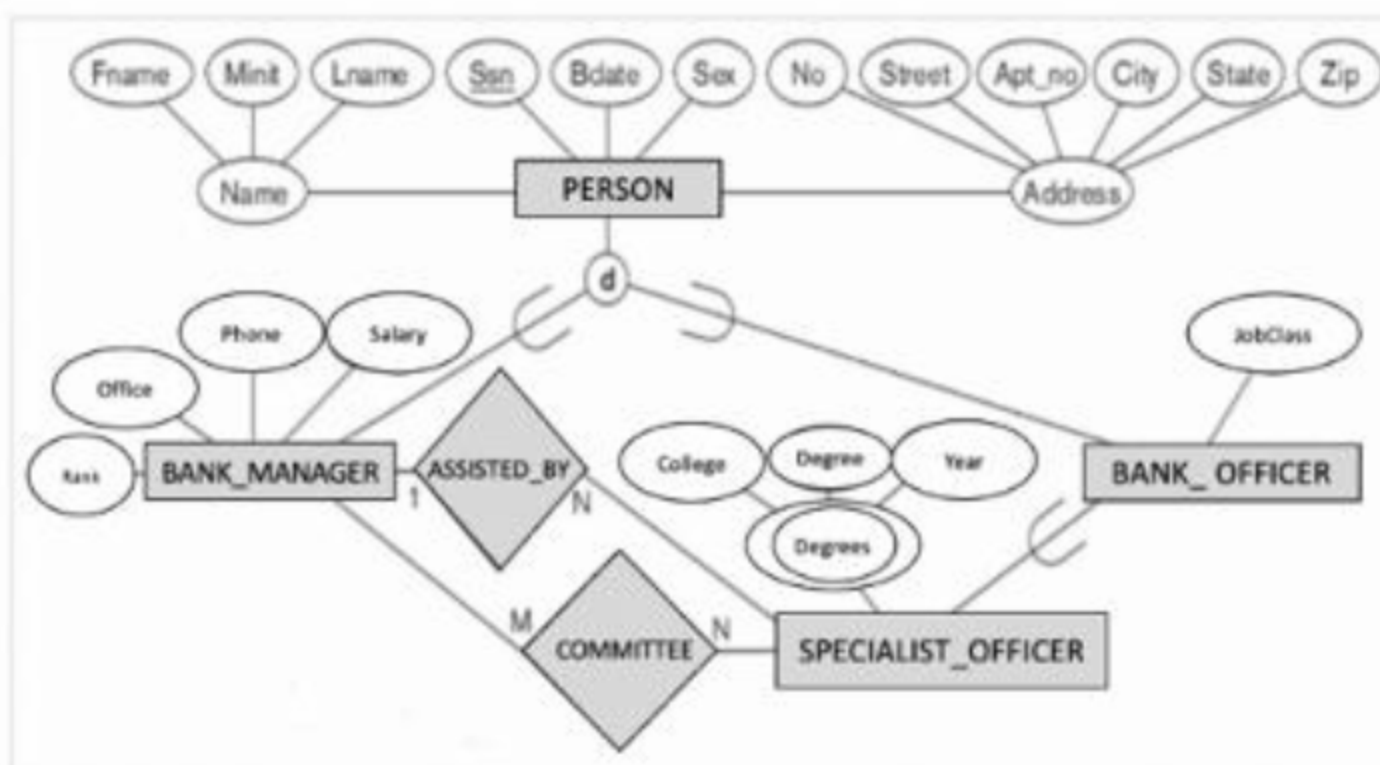 Fname Minit Lname Ssn Bdate Sex No Street Apt_no City State Zip
Name PERSON Address
d
Phone Salary JobClass
Office
College Degree Year
Rank BANK_MANAGER ASSISTED_BY BANK_ OFFICER
1 N
Degrees
M N
COMMITTEE SPECIALIST_OFFICER